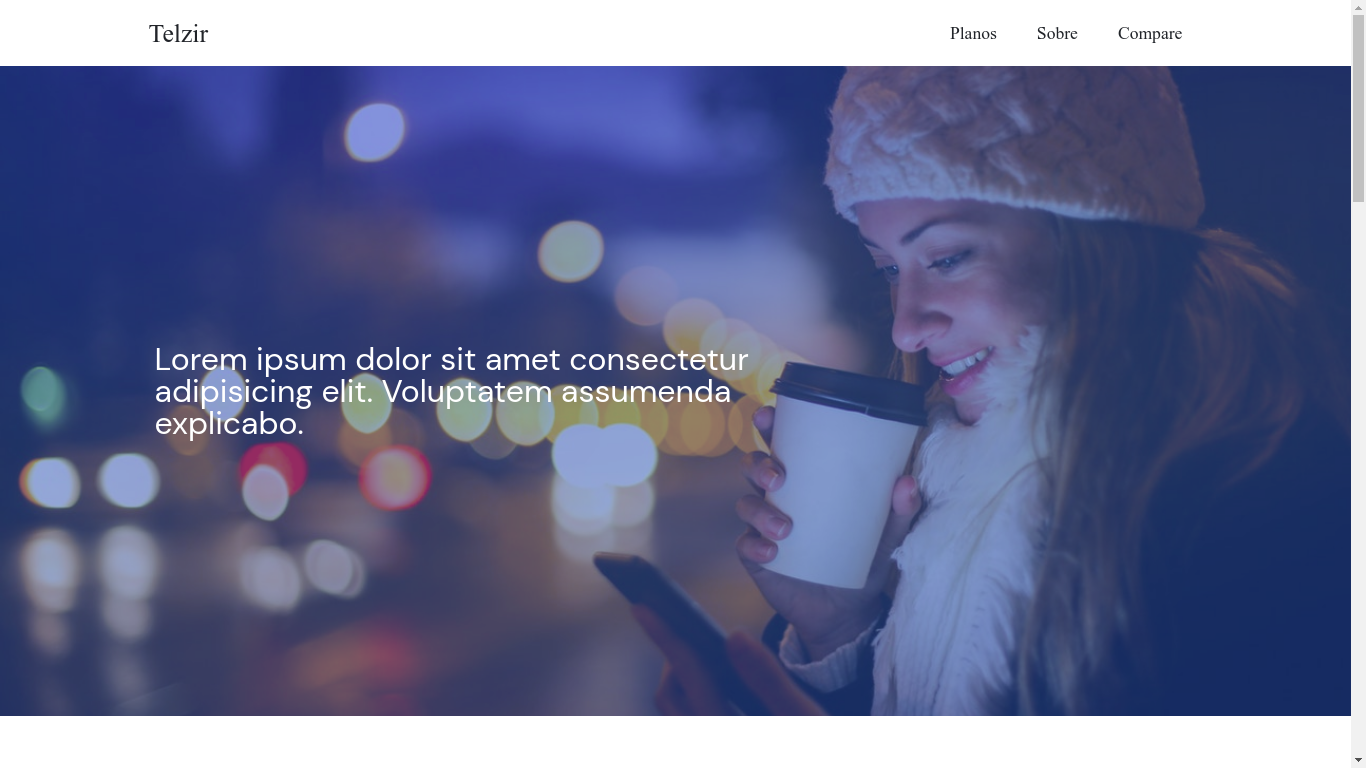 Telzir
Planos
Sobre
Compare
Lorem ipsum dolor sit amet consectetur
adipisicing elit. Voluptatem assumenda
explicabo.